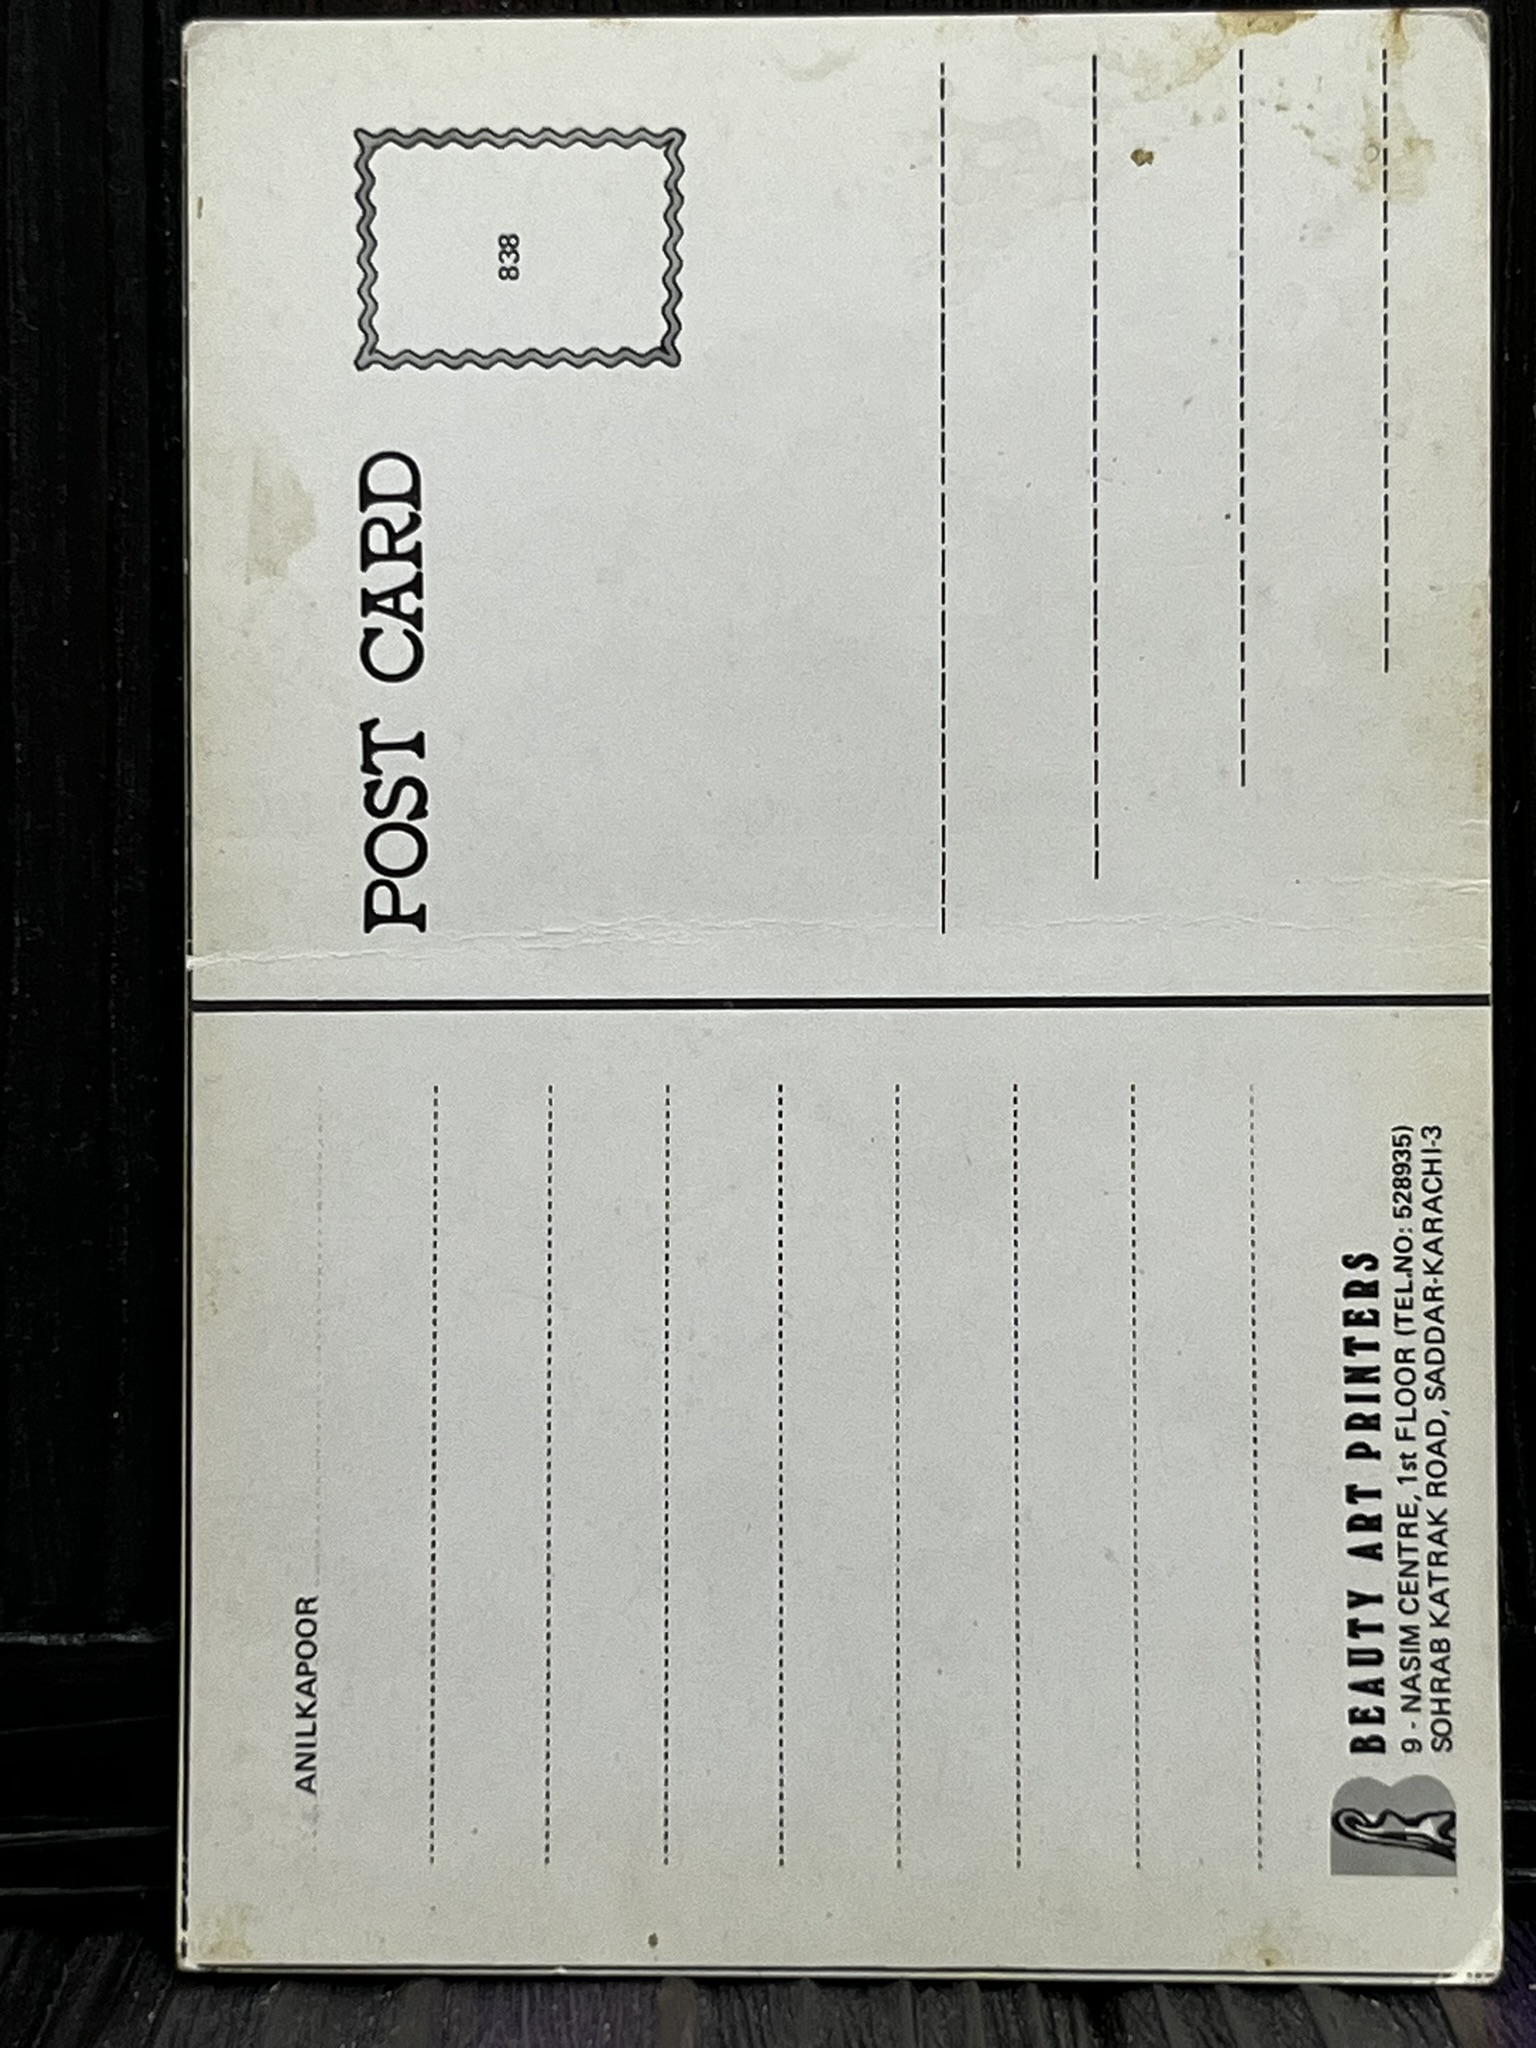 ANILKAPOOR
BEAUTY ART PRINTERS
9 - NASIM CENTRE, 1st FLOOR (TEL.NO: 528935)
SOHRAB KATRAK ROAD, SADDAR-KARACHI-3
POST CARD
838